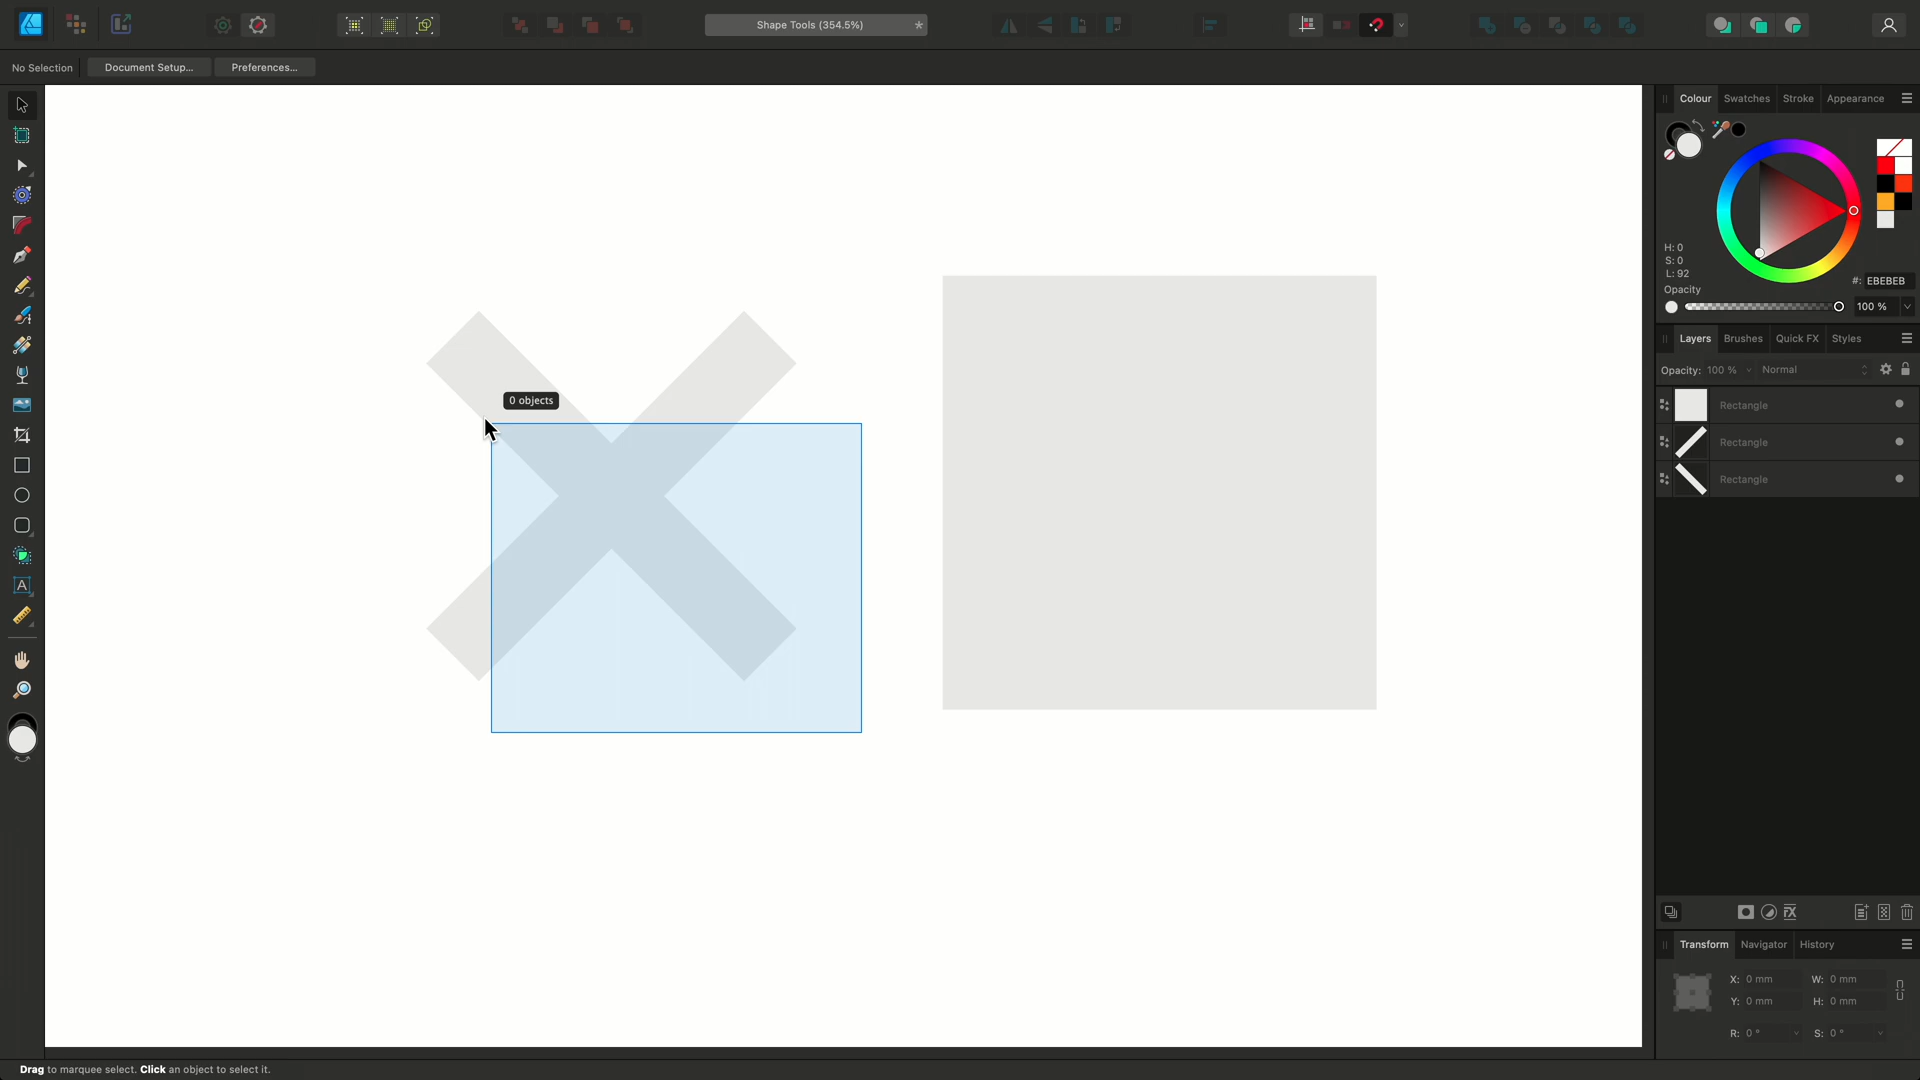 Shape Tools (354.5%) *
No Selection
Document Setup...
Preferences...
Colour
Swatches
Stroke
Appearance
H: 0
S: 0
L: 92
#: EBEBEB
Opacity
100 %
Layers
Brushes
Quick FX
Styles
Opacity: 100 %
Normal
Rectangle
Rectangle
Rectangle
0 objects
A
FX
Transform
Navigator
History
X: 0 mm
W: 0 mm
Y: 0 mm
H: 0 mm
R: 0 °
S: 0 °
Drag to marquee select. Click an object to select it.